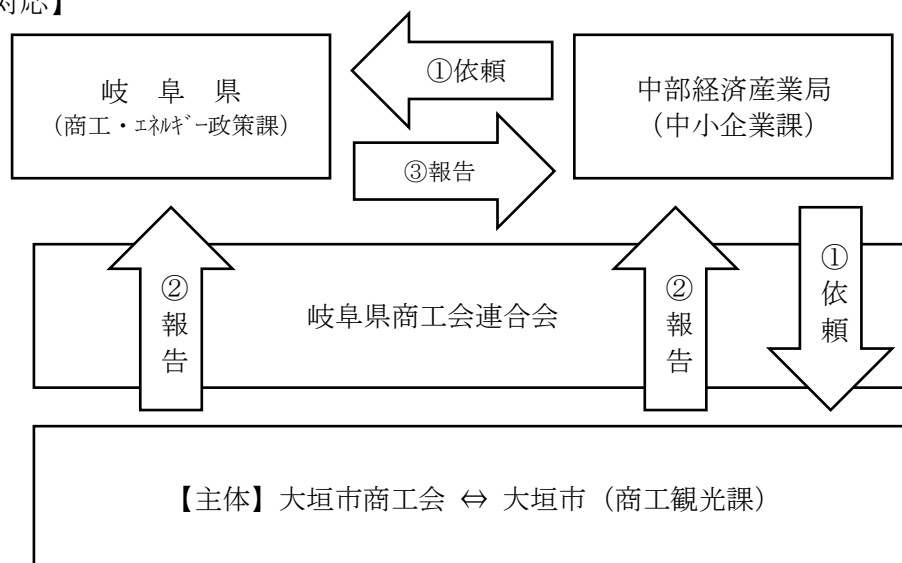 対応】
岐　阜　県
（商工・ｴﾈﾙｷﾞｰ政策課）
①依頼
中部経済産業局
（中小企業課）
③報告
②報告
岐阜県商工会連合会
②報告
①依頼
【主体】大垣市商工会 ⇔ 大垣市（商工観光課）